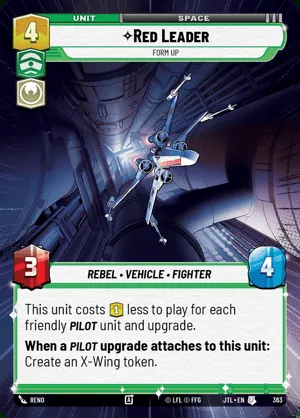 UNIT
SPACE
4
✧RED LEADER
FORM UP
3
4
REBEL • VEHICLE • FIGHTER
This unit costs 1 less to play for each
friendly PILOT unit and upgrade.
When a PILOT upgrade attaches to this unit:
Create an X-Wing token.
RENO
© LFL © FFG
JTL • EN
383